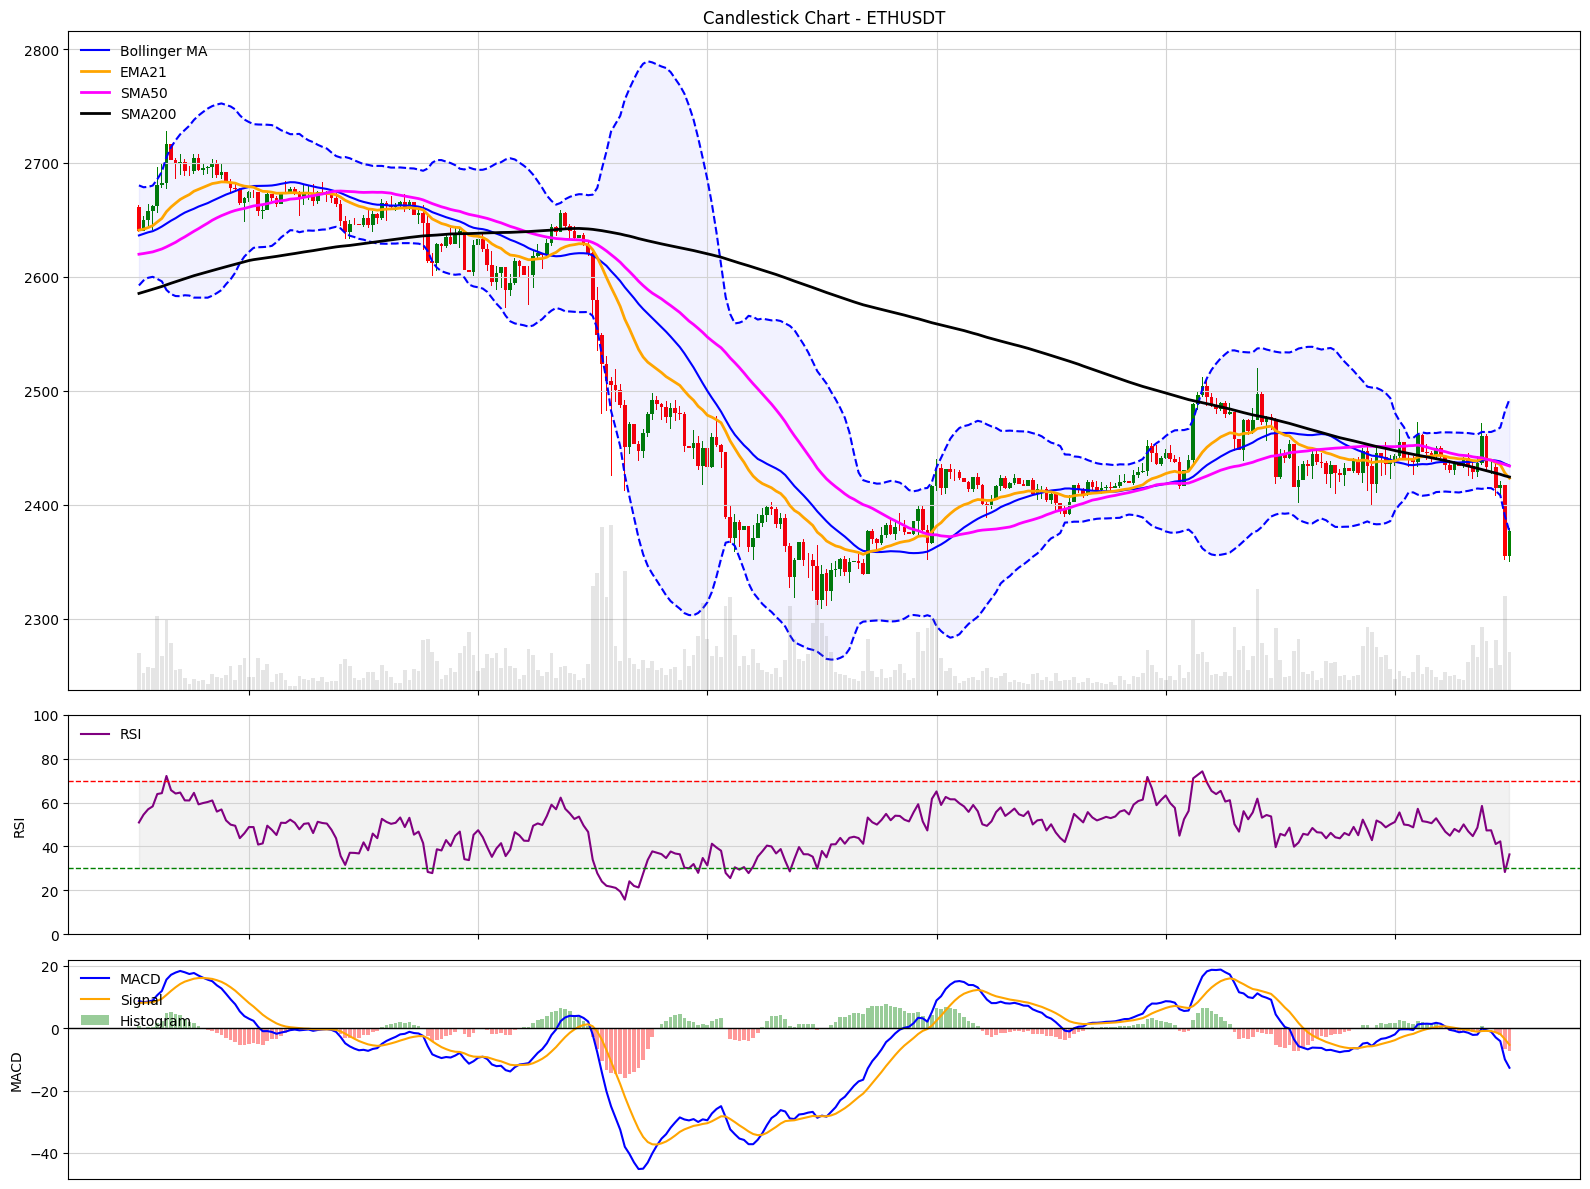 Candlestick Chart - ETHUSDT
Bollinger MA
EMA21
SMA50
SMA200
2800
2700
2600
2500
2400
2300
RSI
RSI
100
80
60
40
20
0
MACD
Signal
Histogram
MACD
20
0
−20
−40